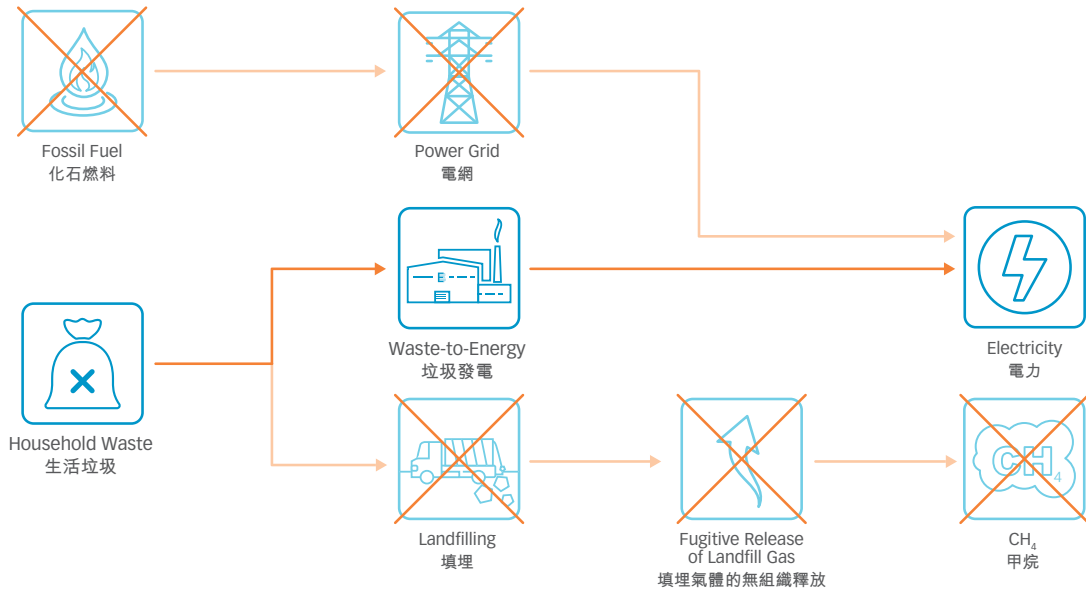 Fossil Fuel
化石燃料
Power Grid
電網
Household Waste
生活垃圾
Waste-to-Energy
垃圾發電
Electricity
電力
Landfilling
填埋
Fugitive Release
of Landfill Gas
填埋氣體的無組織釋放
CH₄
CH₄
甲烷